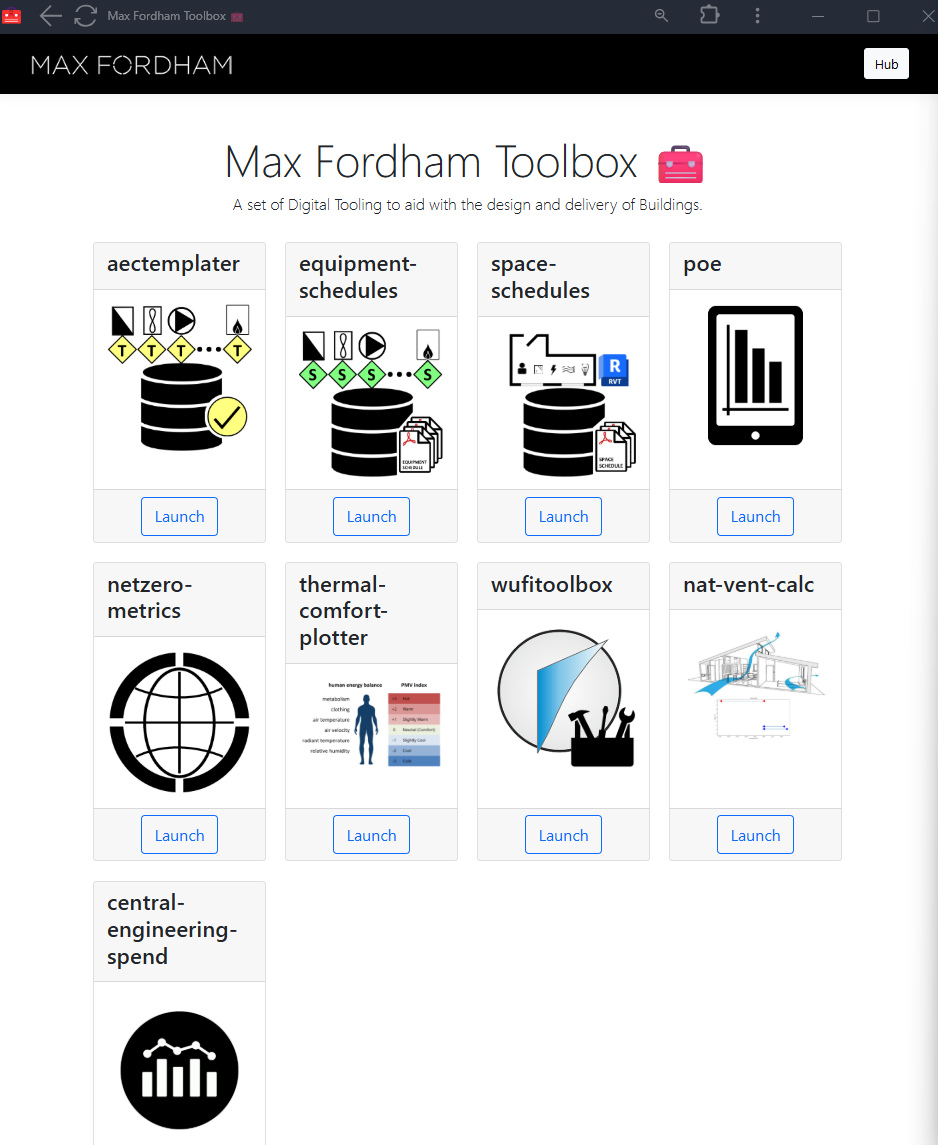 Max Fordham Toolbox
MAX FORDHAM
Hub
Max Fordham Toolbox
A set of Digital Tooling to aid with the design and delivery of Buildings.
aectemplater
T T T T
Launch
equipment-
schedules
S S S S
EQUIPMENT
SCHEDULE
Launch
space-
schedules
R
RVT
SPACE
SCHEDULE
Launch
poe
Launch
netzero-
metrics
Launch
thermal-
comfort-
plotter
human energy balance PMV Index
metabolism +3 Hot
clothing +2 Warm
air temperature +1 Slightly Warm
air velocity 0 Neutral (Comfort)
radiant temperature -1 Slightly Cool
relative humidity -2 Cool
-3 Cold
Launch
wufitoolbox
Launch
nat-vent-calc
Launch
central-
engineering-
spend